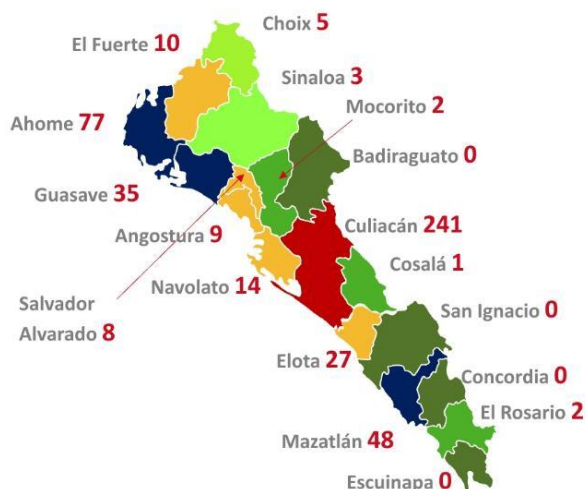 Choix 5
El Fuerte 10
Sinaloa 3
Mocorito 2
Ahome 77
Badiraguato 0
Guasave 35
Culiacán 241
Angostura 9
Cosalá 1
Navolato 14
Salvador
Alvarado 8
San Ignacio 0
Elota 27
Concordia 0
El Rosario 2
Mazatlán 48
Escuinapa 0